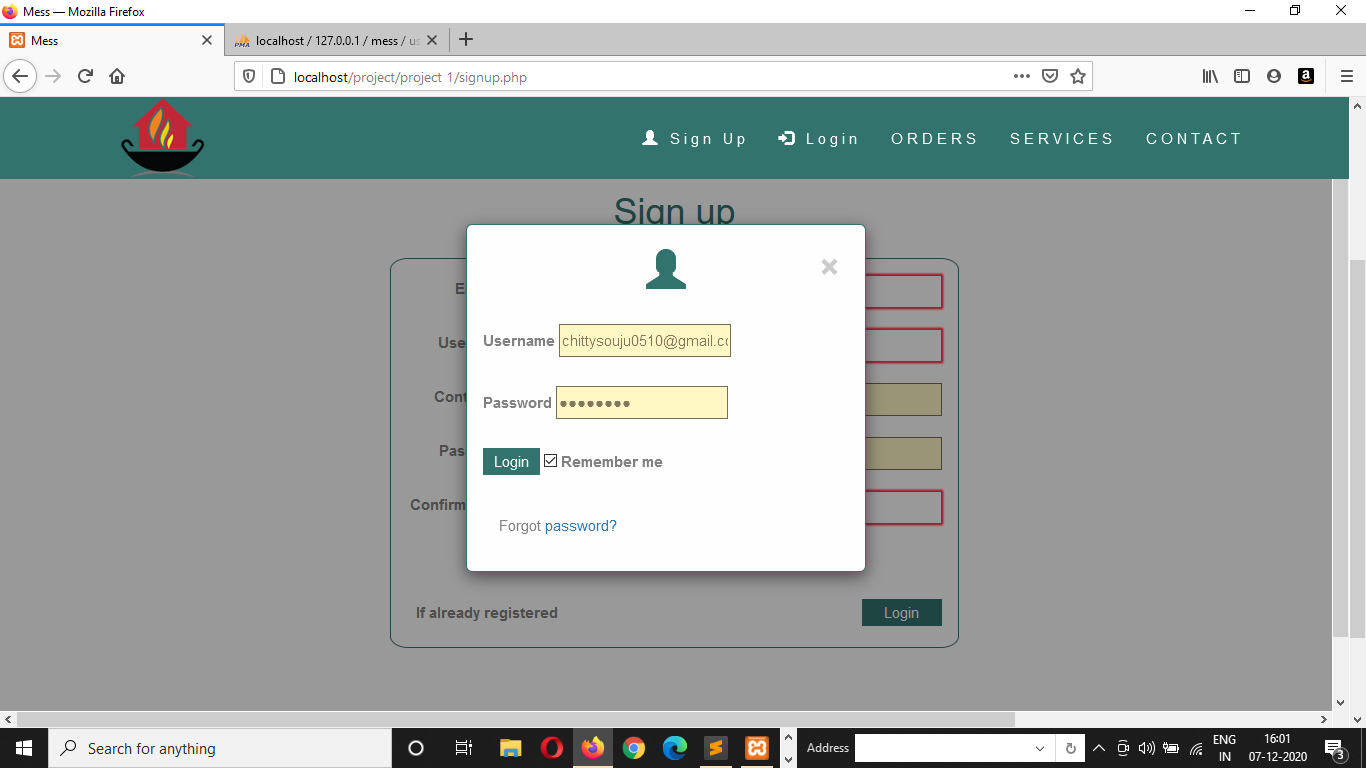 Mess — Mozilla Firefox
Mess
localhost / 127.0.0.1 / mess / us
localhost/project/project 1/signup.php
Sign Up Login ORDERS SERVICES CONTACT
Sign up
E
Username chittysouju0510@gmail.co
Use
Cont
Password ●●●●●●●●
Pas
Login Remember me
Confirm
Forgot password?
If already registered Login
Search for anything
Address
ENG
IN
16:01
07-12-2020
3